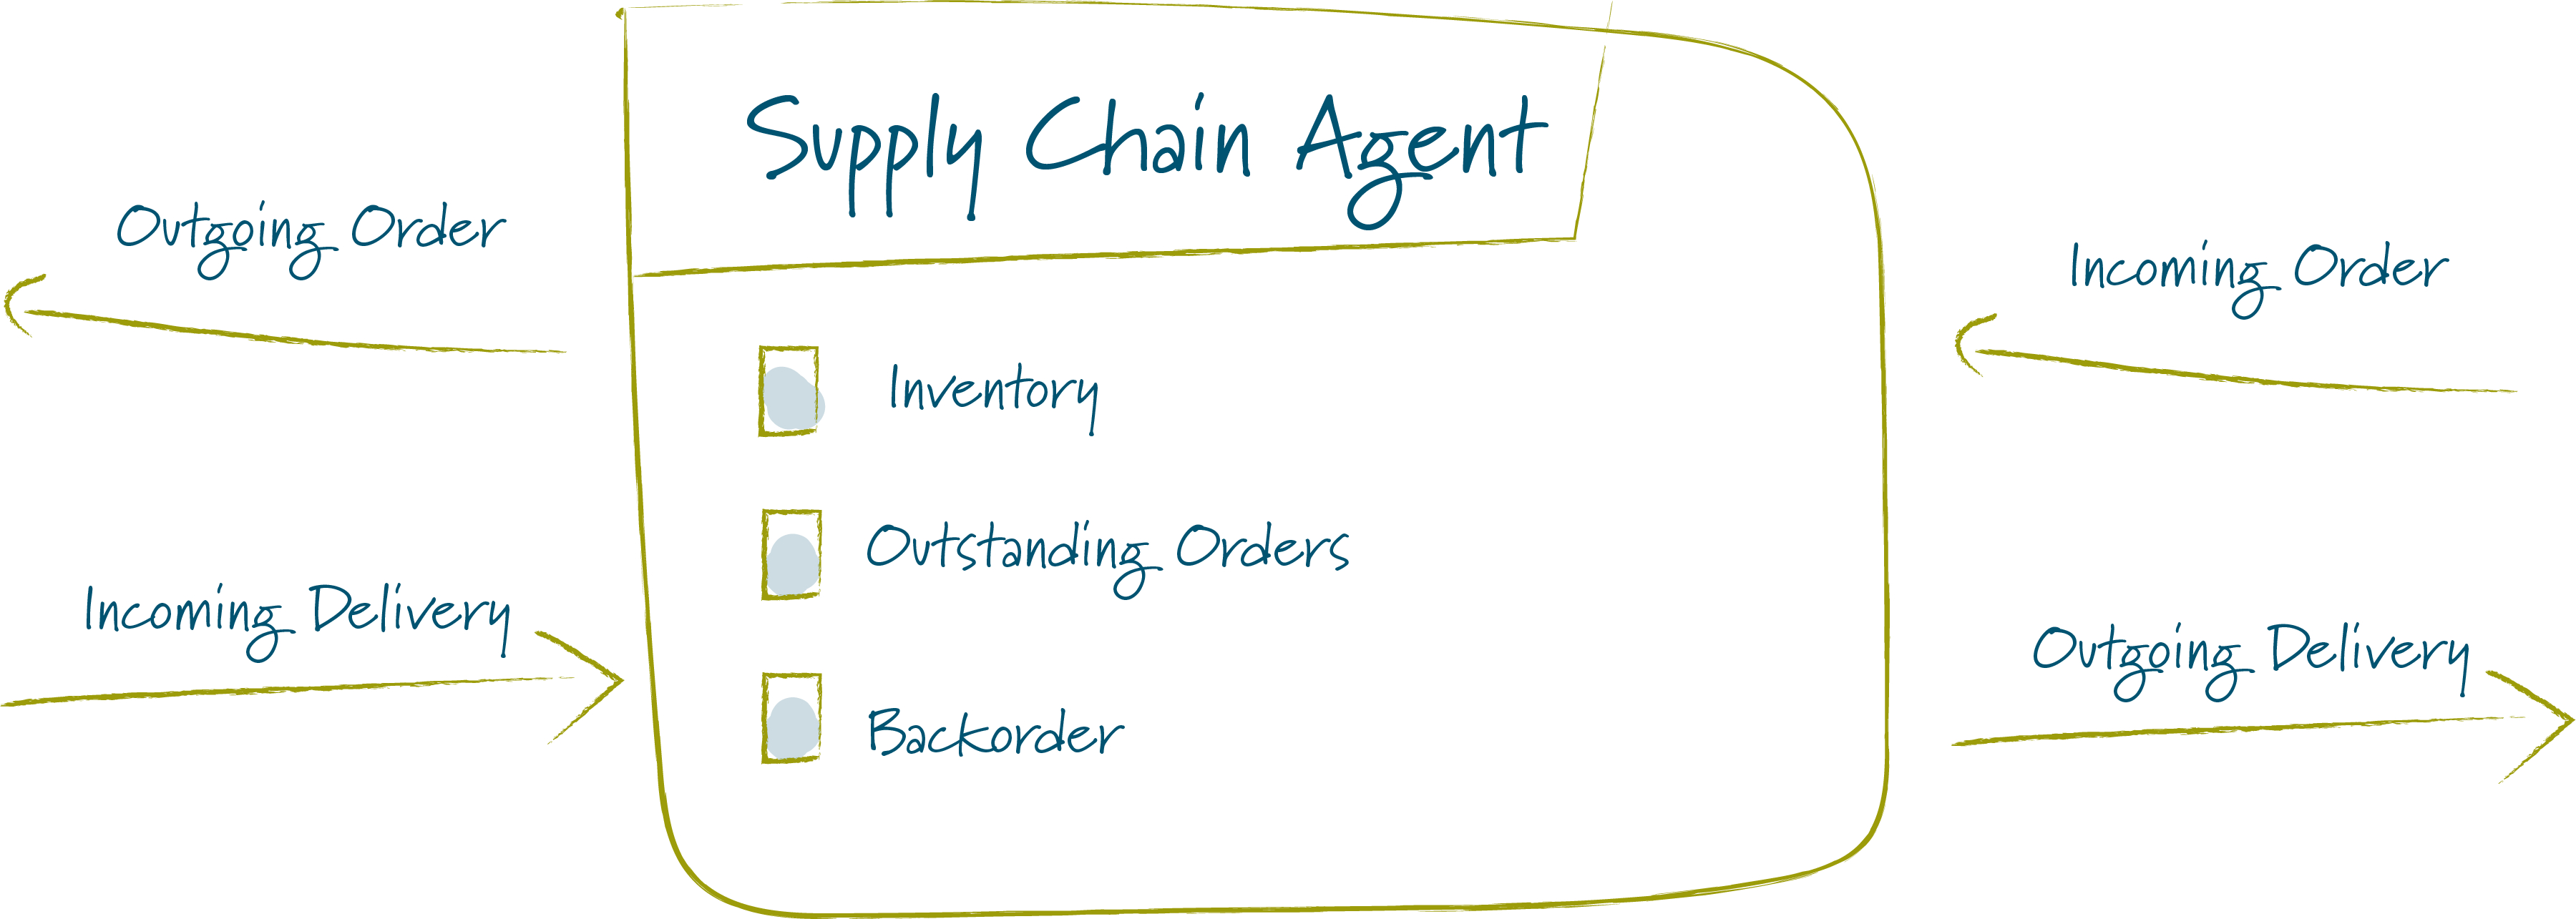 Supply Chain Agent
Outgoing Order
Incoming Order
Inventory
Outstanding Orders
Incoming Delivery
Outgoing Delivery
Backorder